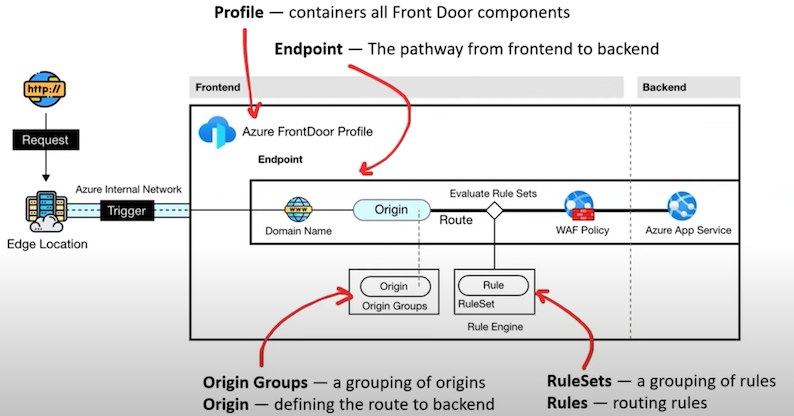 Profile — containers all Front Door components
Endpoint — The pathway from frontend to backend
http://
Frontend
Backend
Request
Azure FrontDoor Profile
Endpoint
Azure Internal Network
Trigger
Edge Location
WWW
Domain Name
Origin
Route
Evaluate Rule Sets
WAF Policy
Azure App Service
Origin
Origin Groups
Rule
RuleSet
Rule Engine
Origin Groups — a grouping of origins
Origin — defining the route to backend
RuleSets — a grouping of rules
Rules — routing rules